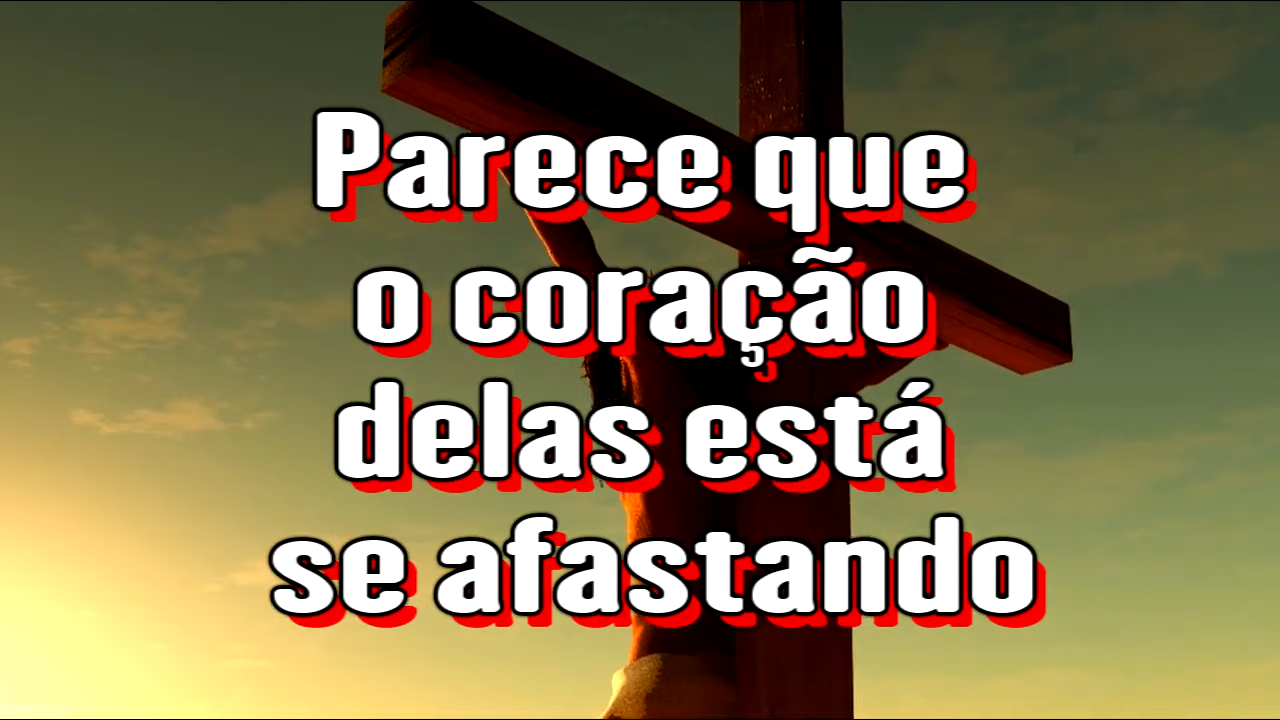 Parece que
o coração
delas está
se afastando